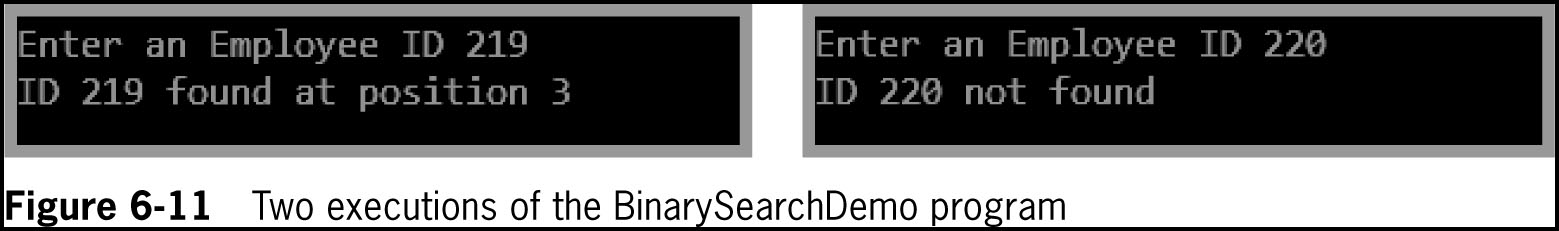 Enter an Employee ID 219
ID 219 found at position 3
Enter an Employee ID 220
ID 220 not found
Figure 6-11 Two executions of the BinarySearchDemo program